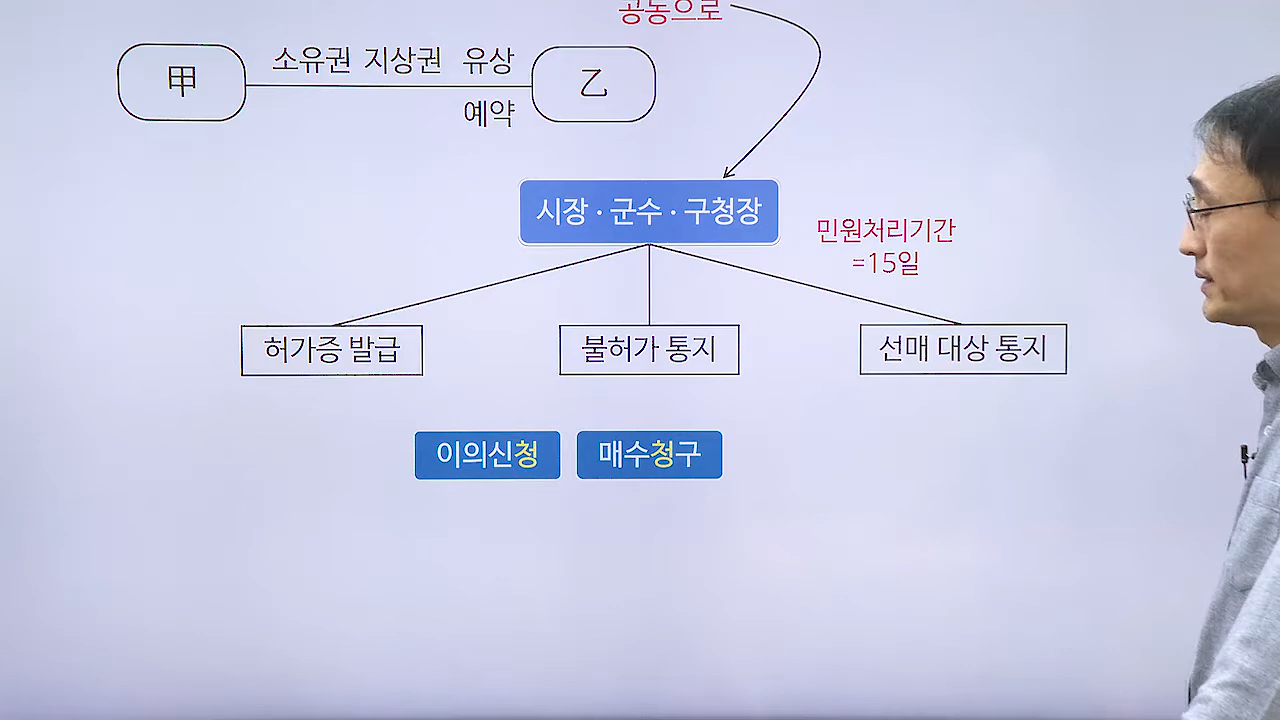 공동으로
甲
소유권 지상권 유상
예약
乙
시장 · 군수 · 구청장
민원처리기간
=15일
허가증 발급
불허가 통지
선매 대상 통지
이의신청
매수청구